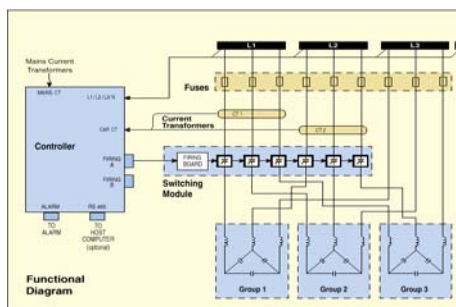 L1
L2
L3
Mains Current
Transformers
Fuses
MAINS CT
L1 / L2 / L3 / N
CT 1
Current
Transformers
CAP. CT
CT 2
Controller
FIRING
A
FIRING
BOARD
FIRING
B
Switching
Module
ALARM
RS 485
TO
ALARM
TO
HOST
COMPUTER
(optional)
Functional
Diagram
Group 1
Group 2
Group 3